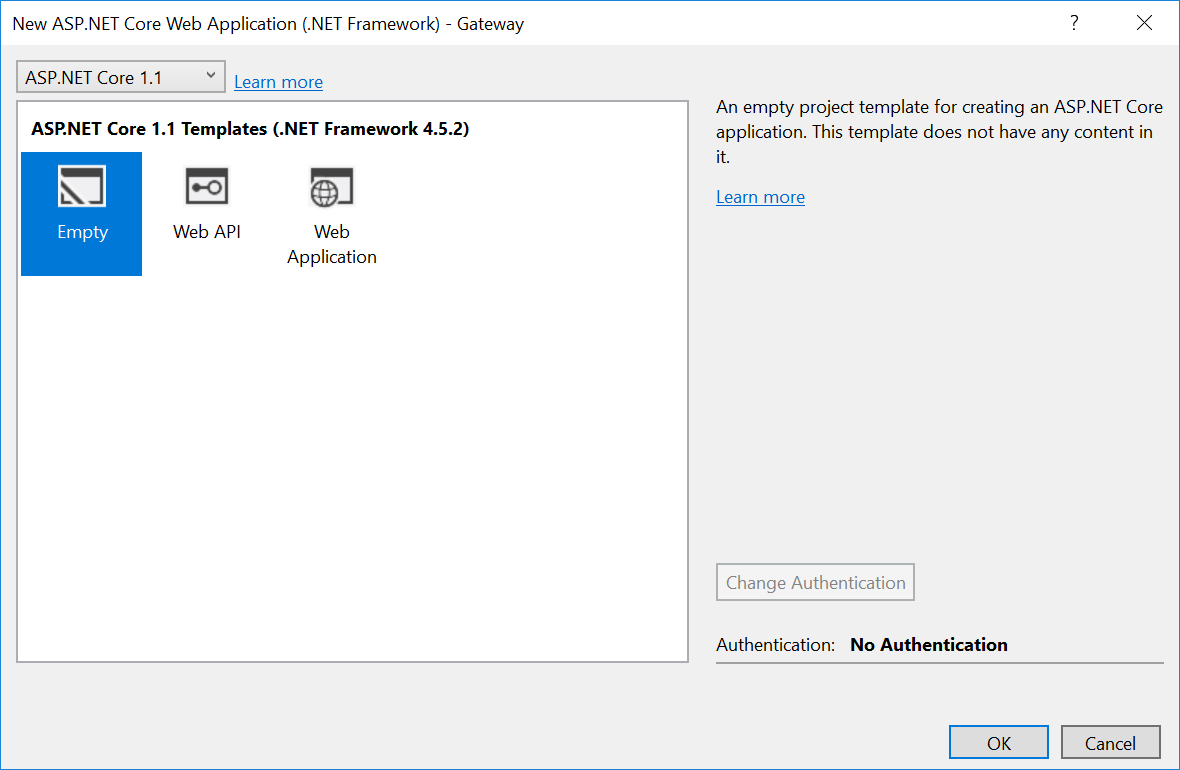 New ASP.NET Core Web Application (.NET Framework) - Gateway
?
ASP.NET Core 1.1
Learn more
ASP.NET Core 1.1 Templates (.NET Framework 4.5.2)
Empty
Web API
Web
Application
An empty project template for creating an ASP.NET Core
application. This template does not have any content in
it.
Learn more
Change Authentication
Authentication: No Authentication
OK
Cancel